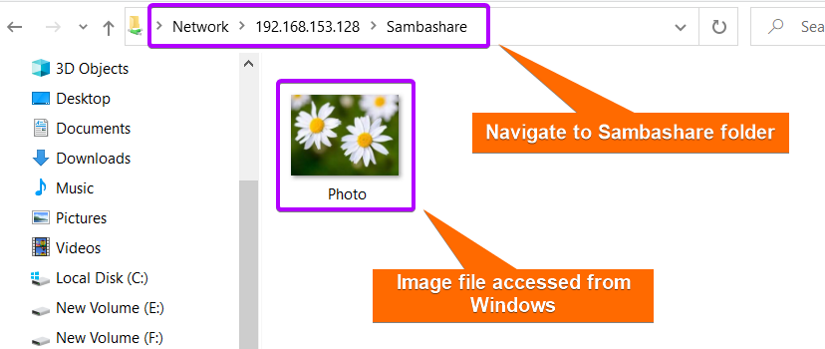 Network > 192.168.153.128 > Sambashare
Sea
3D Objects
Desktop
Documents
Downloads
Music
Pictures
Videos
Local Disk (C:)
New Volume (E:)
New Volume (F:)
Photo
Navigate to Sambashare folder
Image file accessed from
Windows